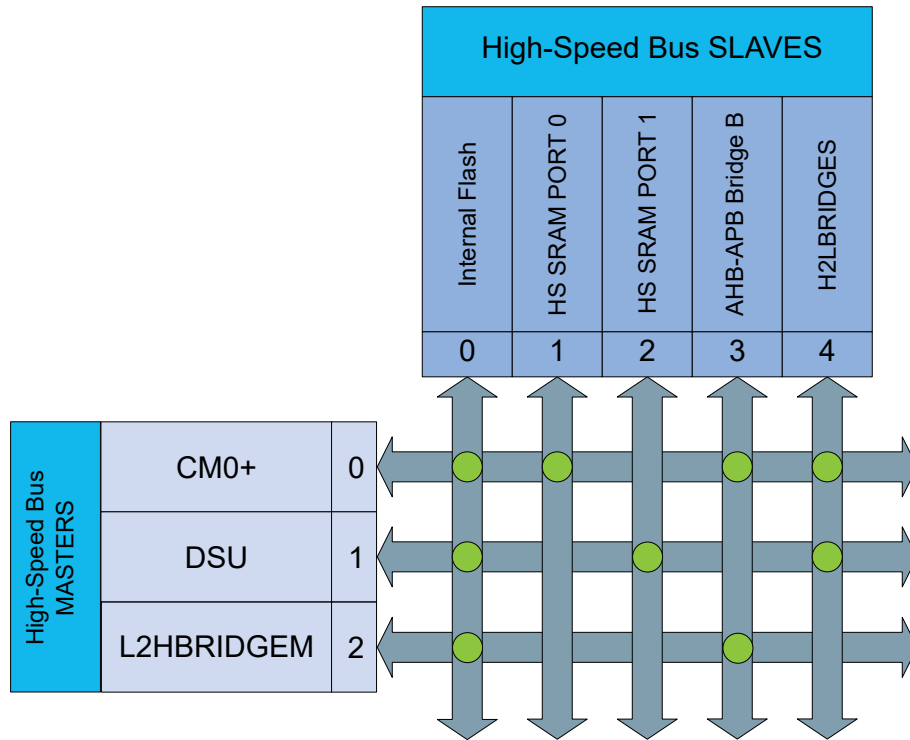 High-Speed Bus SLAVES
Internal Flash
HS SRAM PORT 0
HS SRAM PORT 1
AHB-APB Bridge B
H2LBRIDGES
0
1
2
3
4
High-Speed Bus
MASTERS
CM0+
0
DSU
1
L2HBRIDGEM
2